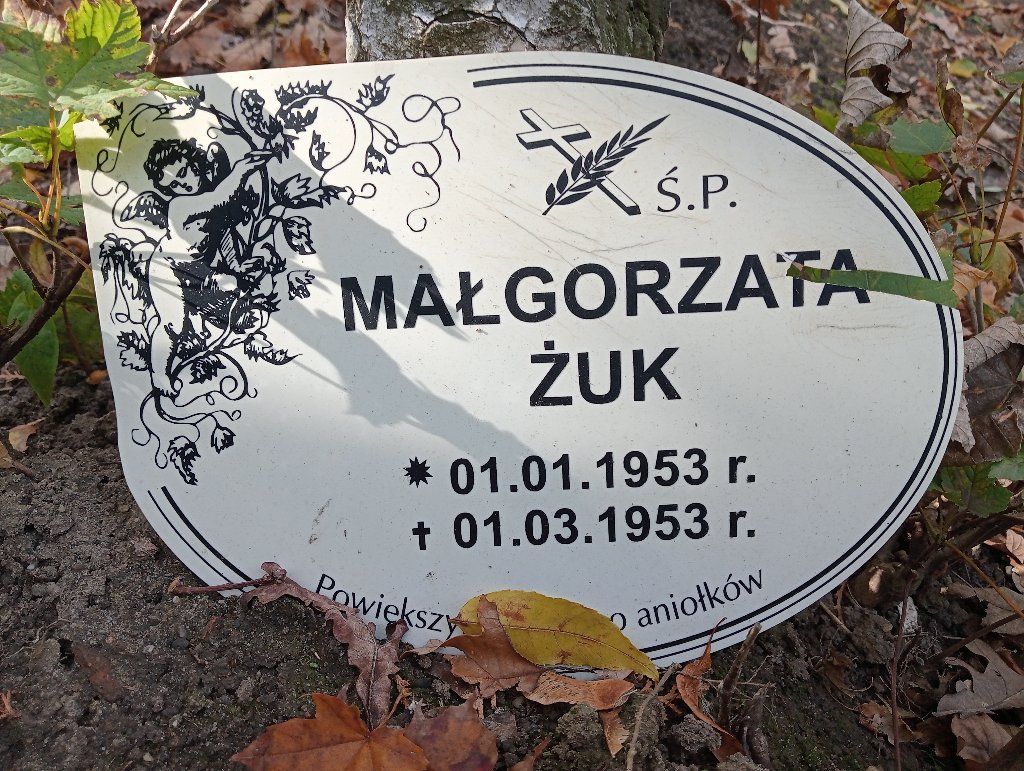 Ś.P.
MAŁGORZATA
ŻUK
* 01.01.1953 r.
✝ 01.03.1953 r.
aniołków